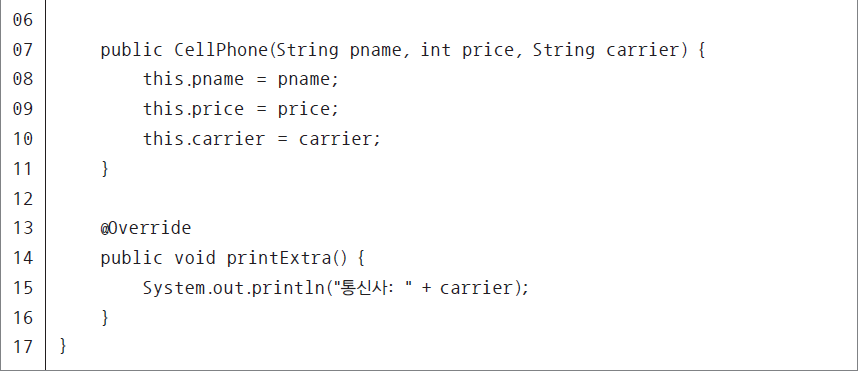 06
07    public CellPhone(String pname, int price, String carrier) {
08        this.pname = pname;
09        this.price = price;
10        this.carrier = carrier;
11    }
12
13    @Override
14    public void printExtra() {
15        System.out.println("통신사: " + carrier);
16    }
17 }